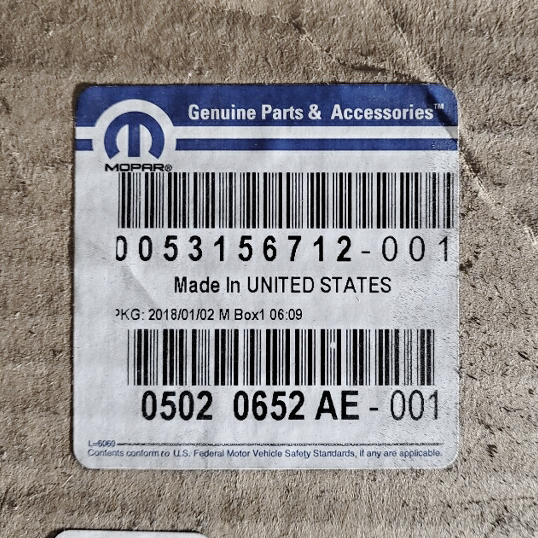 Genuine Parts & Accessories™
MOPAR®
0053156712-001
Made In UNITED STATES
PKG: 2018/01/02 M Box1 06:09
0502 0652 AE - 001
L=6060
Contents conform to U.S. Federal Motor Vehicle Safety Standards, if any are applicable.